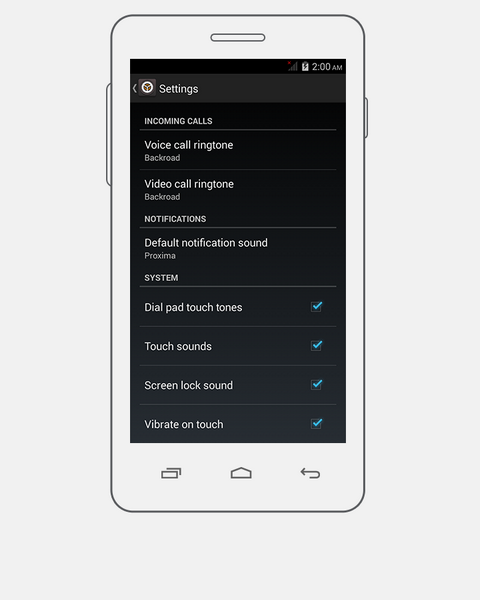 2:00 AM
Settings
INCOMING CALLS
Voice call ringtone
Backroad
Video call ringtone
Backroad
NOTIFICATIONS
Default notification sound
Proxima
SYSTEM
Dial pad touch tones
Touch sounds
Screen lock sound
Vibrate on touch